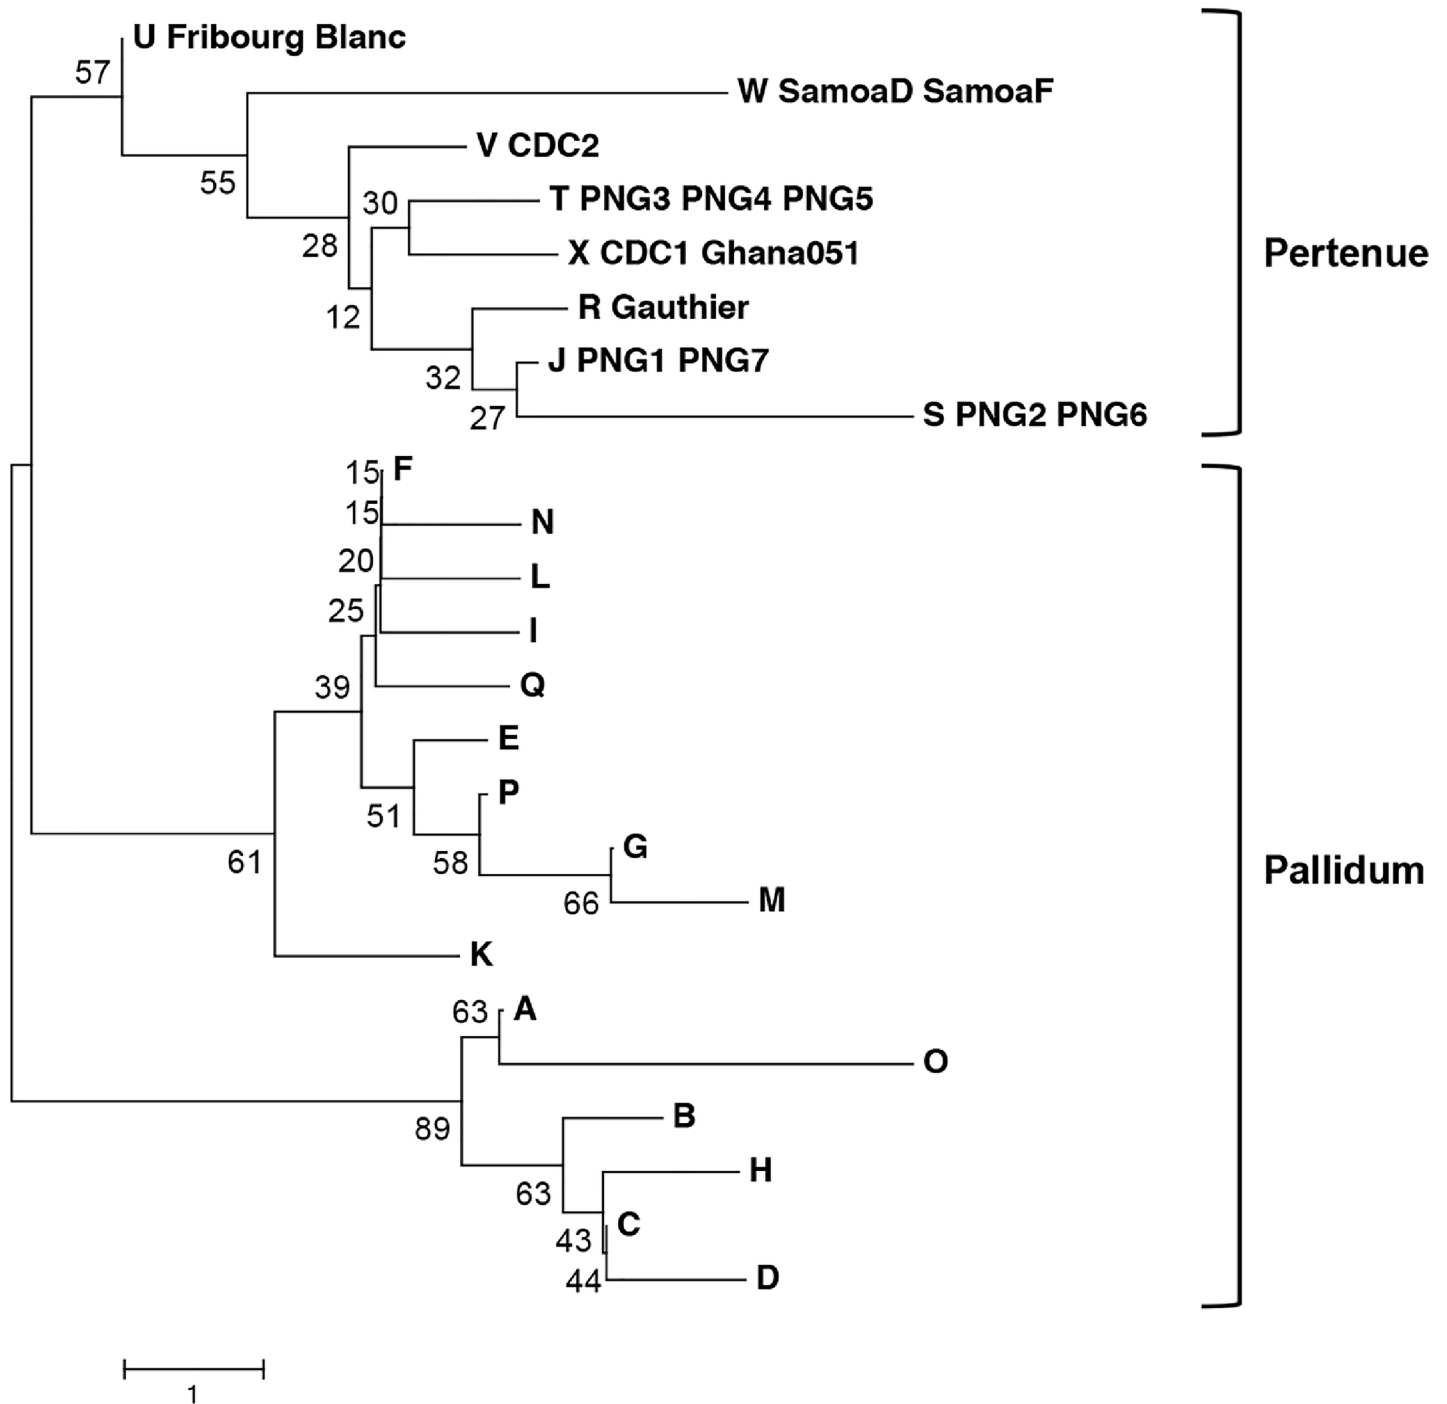 U Fribourg Blanc
57
W SamoaD SamoaF
V CDC2
55
T PNG3 PNG4 PNG5
30
28
X CDC1 Ghana051
Pertenue
R Gauthier
12
J PNG1 PNG7
32
S PNG2 PNG6
27
15 F
15
N
20
L
25
I
39
Q
E
P
51
G
58
61
Pallidum
66
M
K
63 A
O
B
89
H
63
C
43
44
D
1